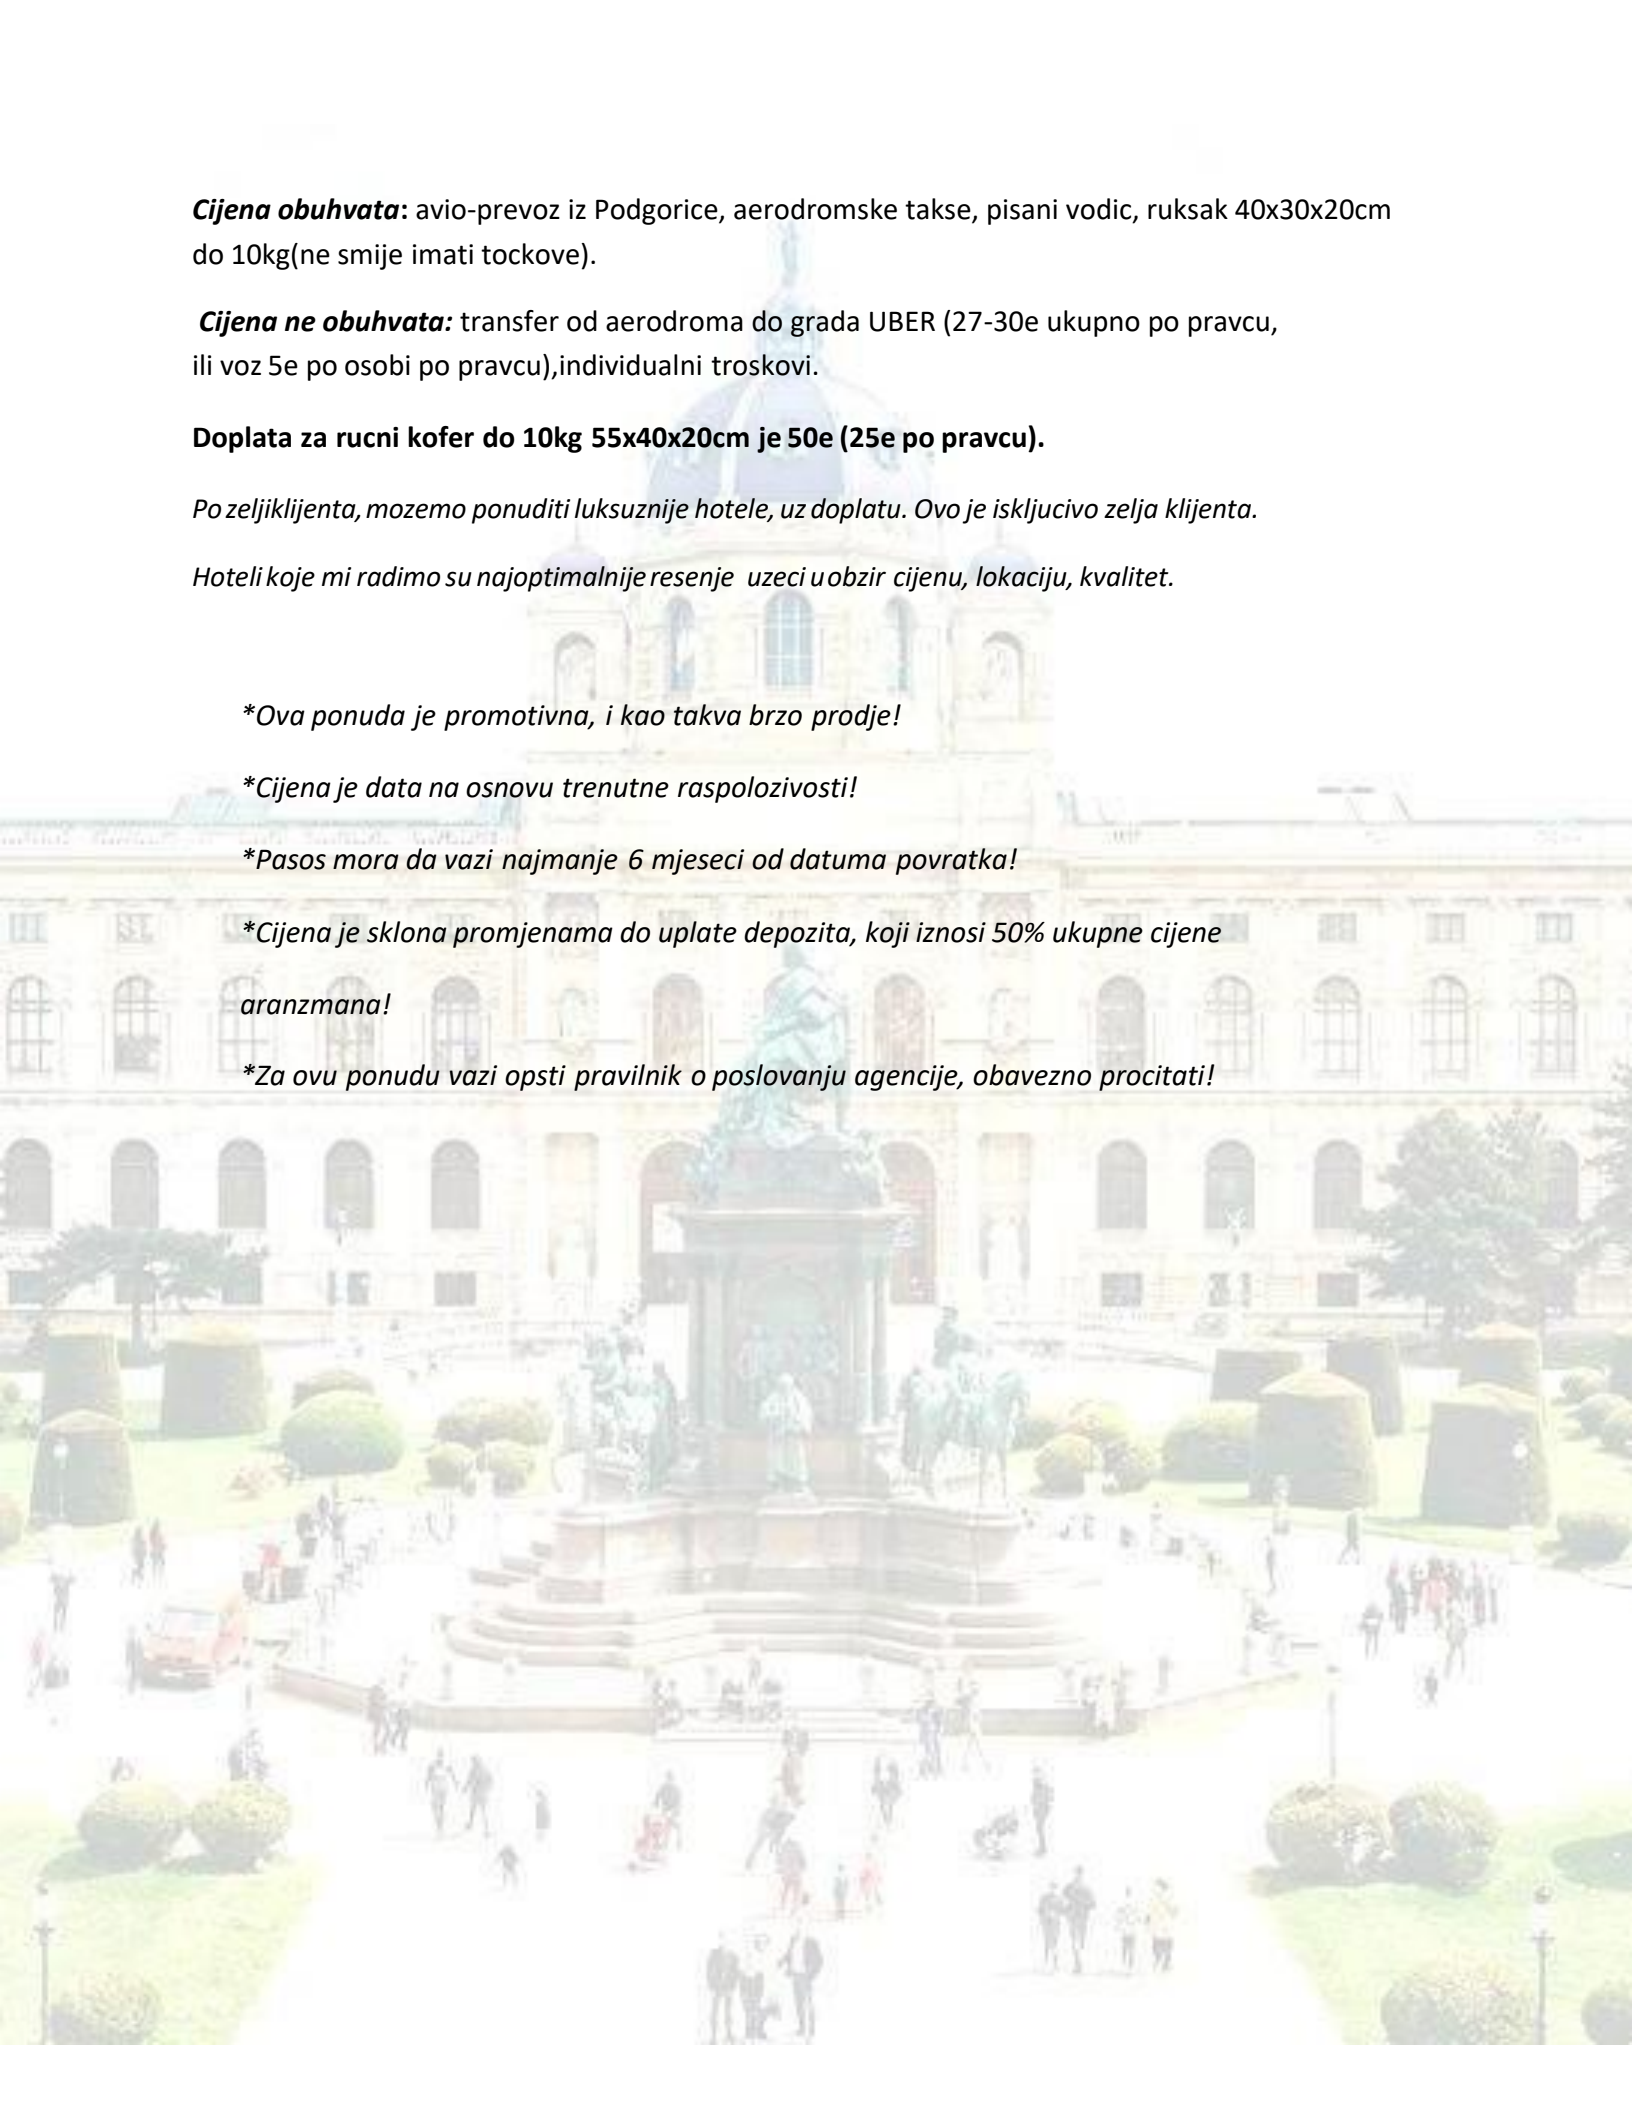 Cijena obuhvata: avio-prevoz iz Podgorice, aerodromske takse, pisani vodic, ruksak 40x30x20cm
do 10kg(ne smije imati tockove).
Cijena ne obuhvata: transfer od aerodroma do grada UBER (27-30e ukupno po pravcu,
ili voz 5e po osobi po pravcu),individualni troskovi.
Doplata za rucni kofer do 10kg 55x40x20cm je 50e (25e po pravcu).
Po zeljiklijenta, mozemo ponuditi luksuznije hotele, uz doplatu. Ovo je iskljucivo zelja klijenta.
Hoteli koje mi radimo su najoptimalnije resenje uzeci u obzir cijenu, lokaciju, kvalitet.
*Ova ponuda je promotivna, i kao takva brzo prodje!
*Cijena je data na osnovu trenutne raspolozivosti!
*Pasos mora da vazi najmanje 6 mjeseci od datuma povratka!
*Cijena je sklona promjenama do uplate depozita, koji iznosi 50% ukupne cijene
aranzmana!
*Za ovu ponudu vazi opsti pravilnik o poslovanju agencije, obavezno procitati!